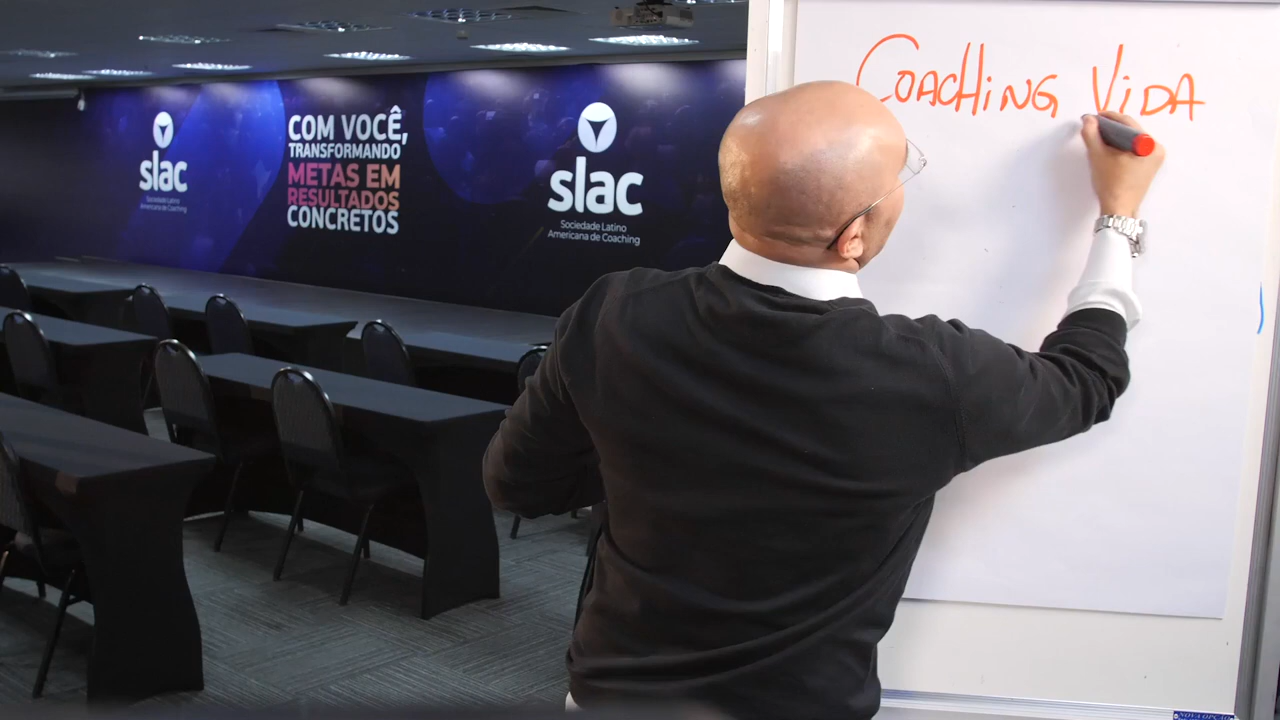 slac
Sociedade Latino
Americana de Coaching
COM VOCÊ,
TRANSFORMANDO
METAS EM
RESULTADOS
CONCRETOS
slac
Sociedade Latino
Americana de Coaching
COACHING VIDA